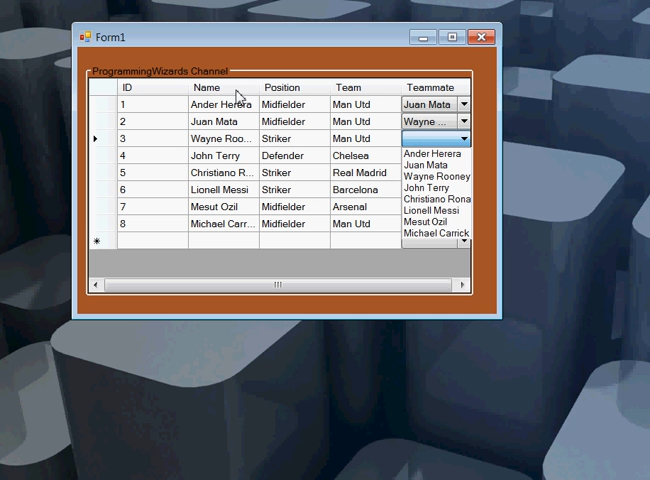 Form1
ProgrammingWizards Channel
ID Name Position Team Teammate
1 Ander Herera Midfielder Man Utd Juan Mata
2 Juan Mata Midfielder Man Utd Wayne ...
3 Wayne Roo... Striker Man Utd
4 John Terry Defender Chelsea
5 Christiano R... Striker Real Madrid
6 Lionell Messi Striker Barcelona
7 Mesut Ozil Midfielder Arsenal
8 Michael Carr... Midfielder Man Utd
Ander Herera
Juan Mata
Wayne Rooney
John Terry
Christiano Rona
Lionell Messi
Mesut Ozil
Michael Carrick